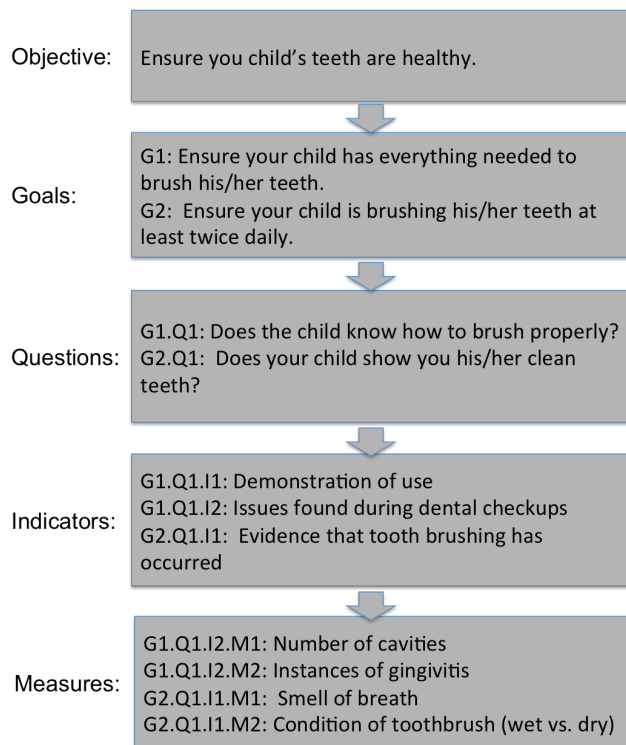 Objective:
Ensure you child’s teeth are healthy.
Goals:
G1: Ensure your child has everything needed to
brush his/her teeth.
G2:  Ensure your child is brushing his/her teeth at
least twice daily.
Questions:
G1.Q1: Does the child know how to brush properly?
G2.Q1:  Does your child show you his/her clean
teeth?
Indicators:
G1.Q1.I1: Demonstration of use
G1.Q1.I2: Issues found during dental checkups
G2.Q1.I1:  Evidence that tooth brushing has
occurred
Measures:
G1.Q1.I2.M1: Number of cavities
G1.Q1.I2.M2: Instances of gingivitis
G2.Q1.I1.M1:  Smell of breath
G2.Q1.I1.M2: Condition of toothbrush (wet vs. dry)